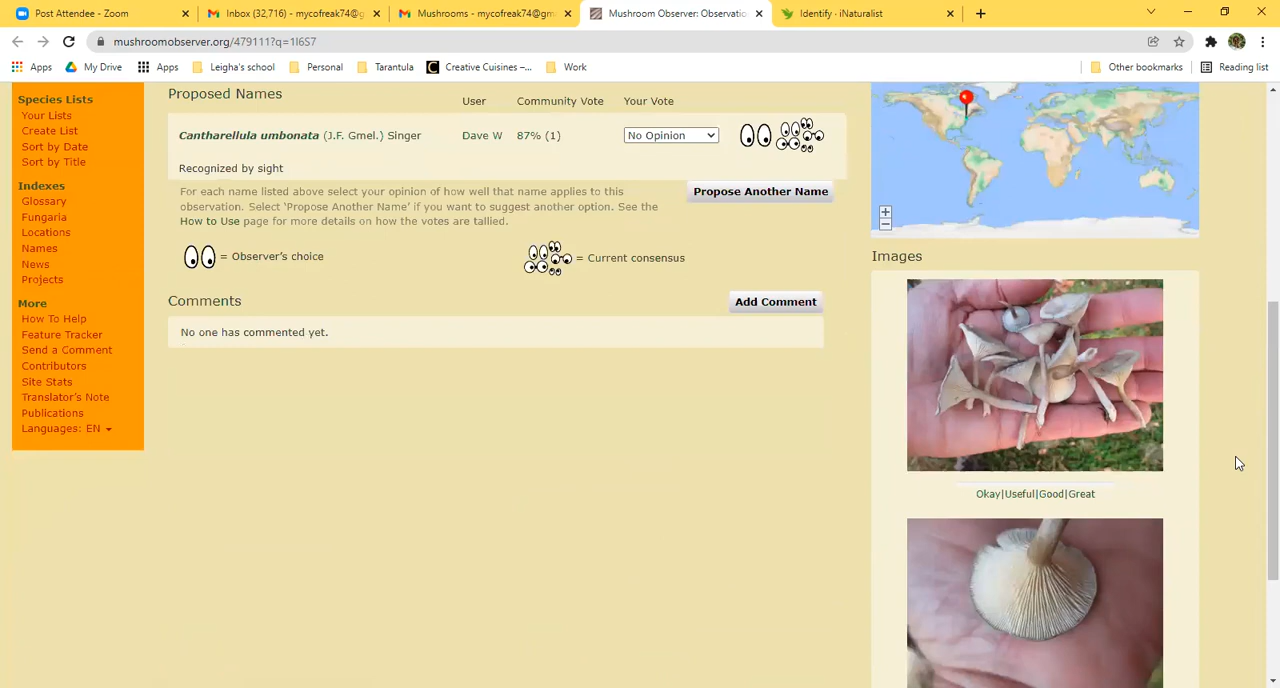 Post Attendee - Zoom
Inbox (32,716) - mycofreak74@g
Mushrooms - mycofreak74@gm
Mushroom Observer: Observatio
Identify · iNaturalist
mushroomobserver.org/479111?q=1l6S7
Apps
My Drive
Apps
Leigha's school
Personal
Tarantula
Creative Cuisines –...
Work
Other bookmarks
Reading list
Species Lists
Your Lists
Create List
Sort by Date
Sort by Title
Indexes
Glossary
Fungaria
Locations
Names
News
Projects
More
How To Help
Feature Tracker
Send a Comment
Contributors
Site Stats
Translator's Note
Publications
Languages: EN
Proposed Names
User
Community Vote
Your Vote
Cantharellula umbonata (J.F. Gmel.) Singer
Dave W
87% (1)
No Opinion
Recognized by sight
For each name listed above select your opinion of how well that name applies to this
observation. Select ‘Propose Another Name’ if you want to suggest another option. See the
How to Use page for more details on how the votes are tallied.
Propose Another Name
= Observer’s choice
= Current consensus
Comments
Add Comment
No one has commented yet.
+
−
Images
Okay|Useful|Good|Great